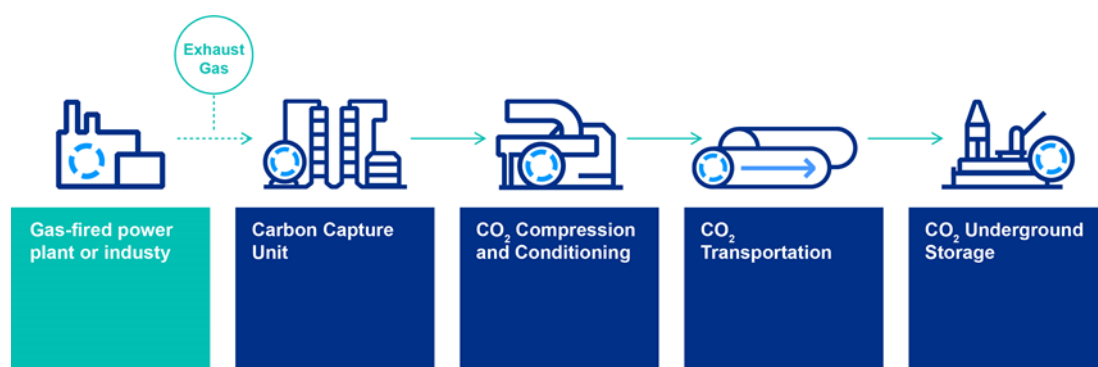 Exhaust
Gas
Gas-fired power
plant or industy
Carbon Capture
Unit
CO₂ Compression
and Conditioning
CO₂
Transportation
CO₂ Underground
Storage